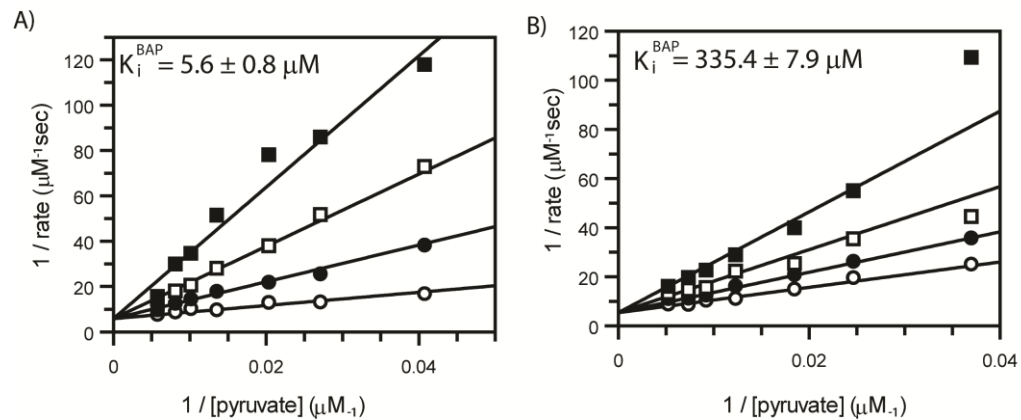 A)
K_i^BAP = 5.6 ± 0.8 μM
120
100
80
60
40
20
0
1 / rate (μM⁻¹sec)
0
0.02
0.04
1 / [pyruvate] (μM₋₁)
B)
K_i^BAP = 335.4 ± 7.9 μM
120
100
80
60
40
20
0
1 / rate (μM⁻¹sec)
0
0.02
0.04
1 / [pyruvate] (μM₋₁)